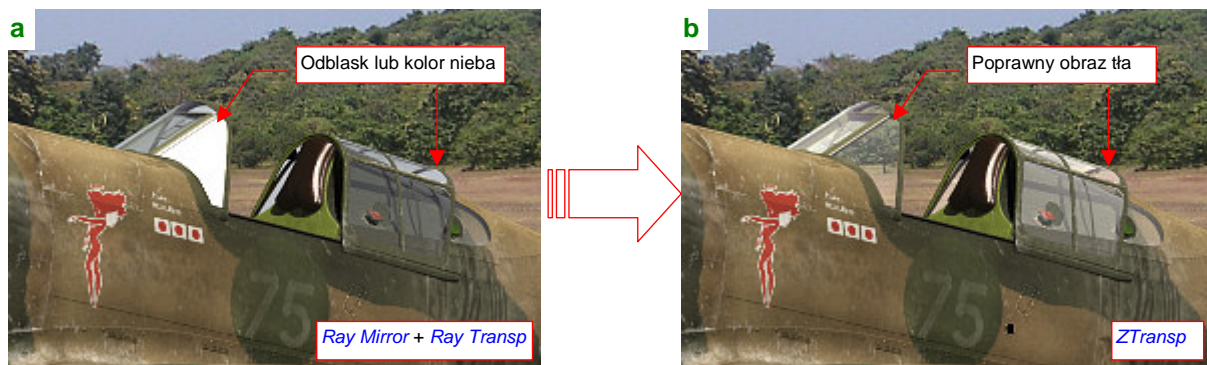 a
Odblask lub kolor nieba
75
Ray Mirror + Ray Transp
b
Poprawny obraz tła
75
ZTransp